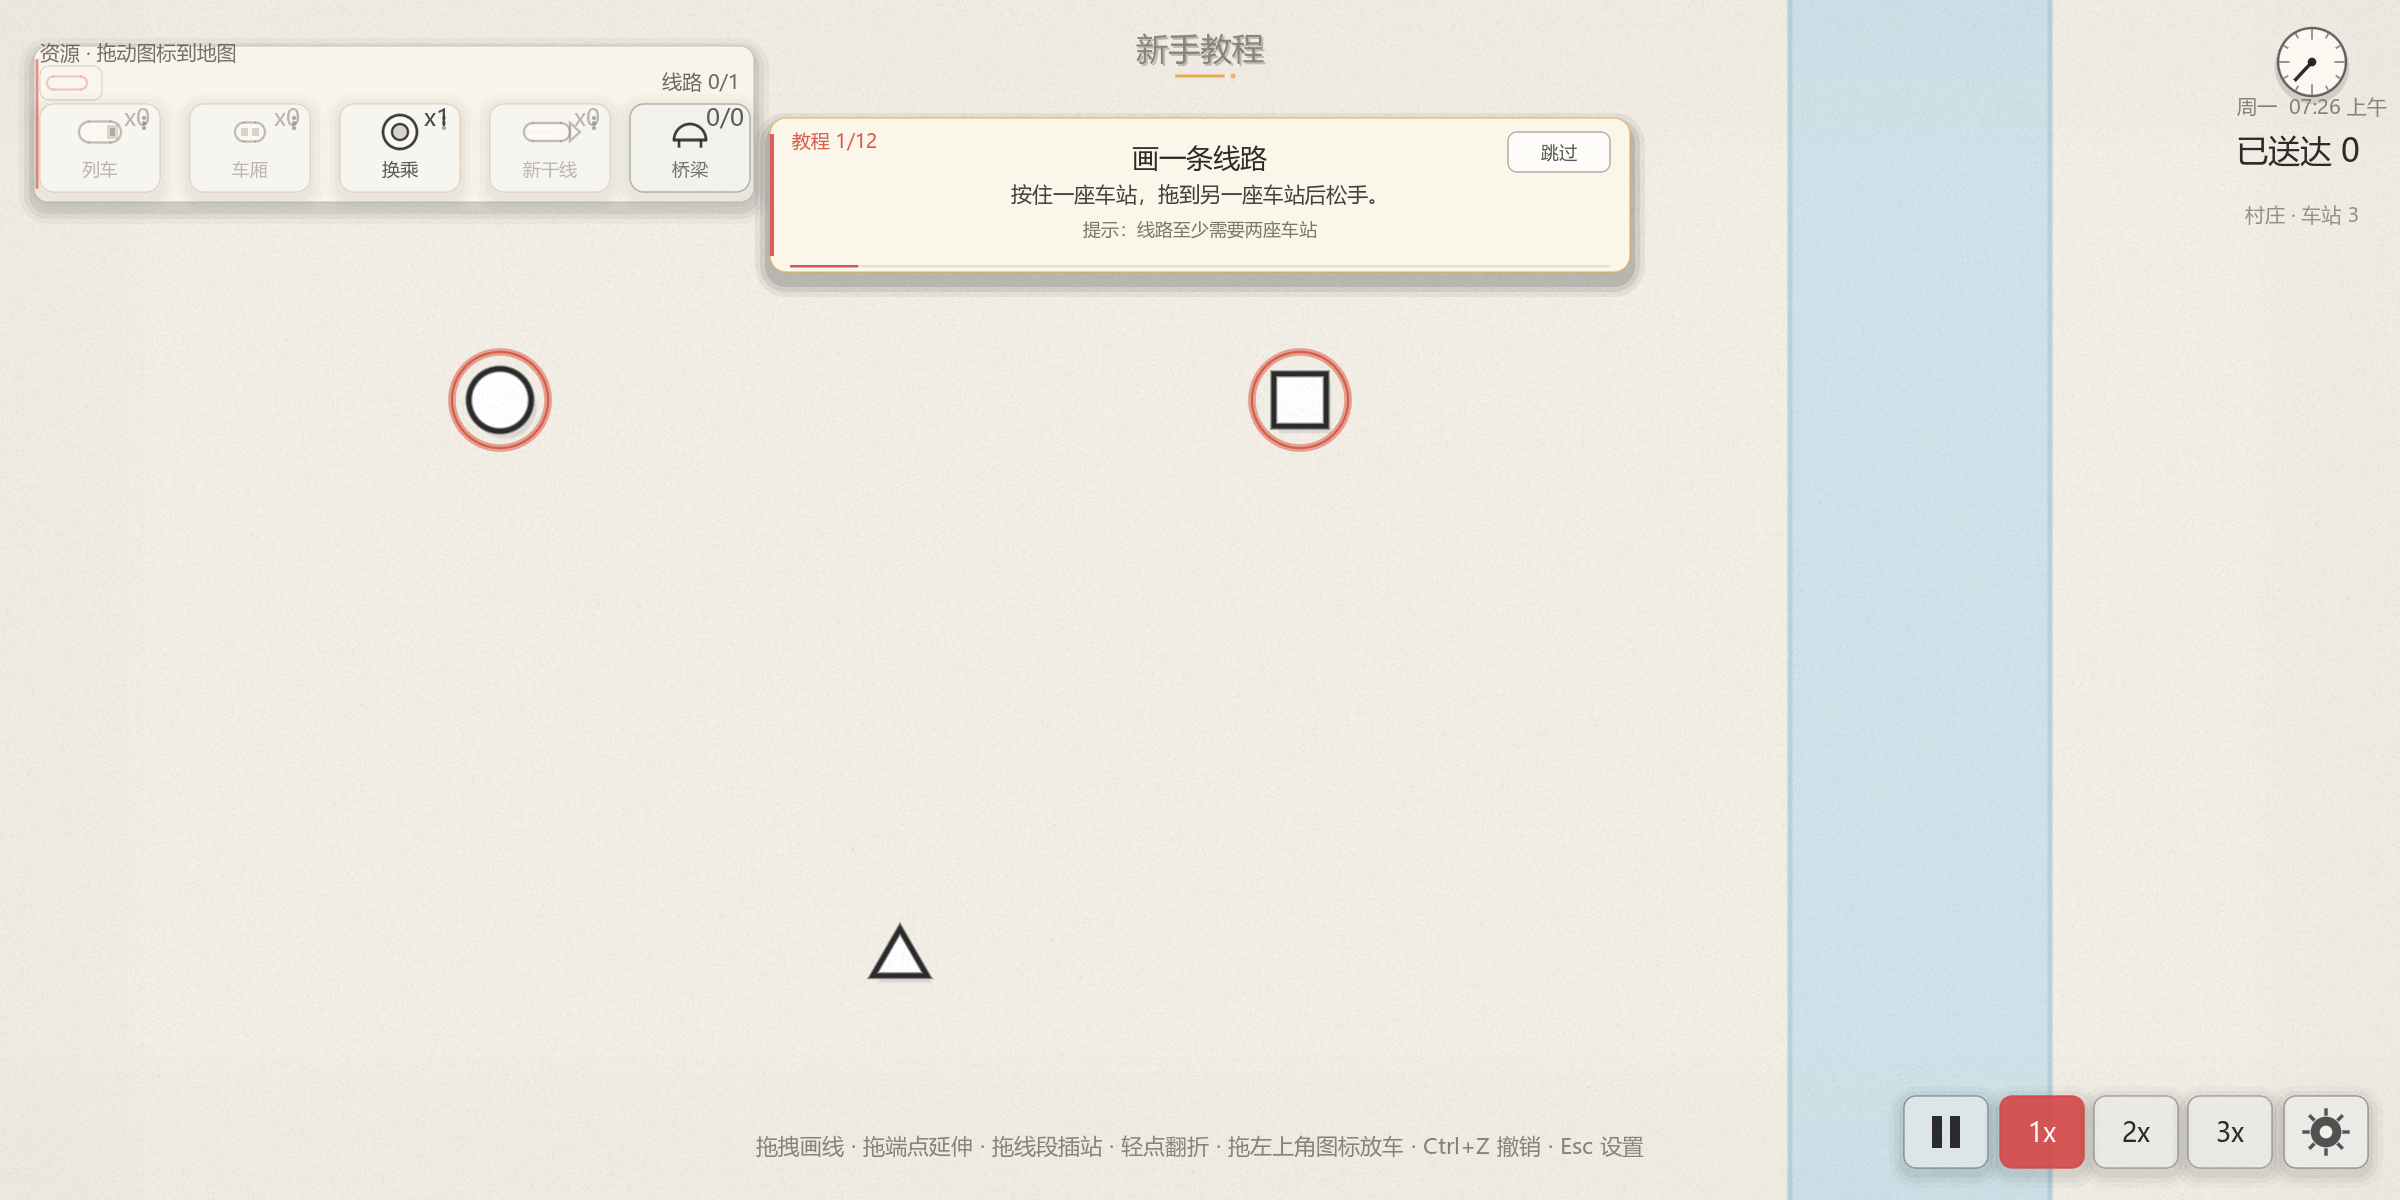 资源 · 拖动图标到地图
线路 0/1
x0
列车
x0
车厢
x1
换乘
x0
新干线
0/0
桥梁
新手教程
教程 1/12
画一条线路
跳过
按住一座车站，拖到另一座车站后松手。
提示：线路至少需要两座车站
周一 07:26 上午
已送达 0
村庄 · 车站 3
拖拽画线 · 拖端点延伸 · 拖线段插站 · 轻点翻折 · 拖左上角图标放车 · Ctrl+Z 撤销 · Esc 设置
1x
2x
3x